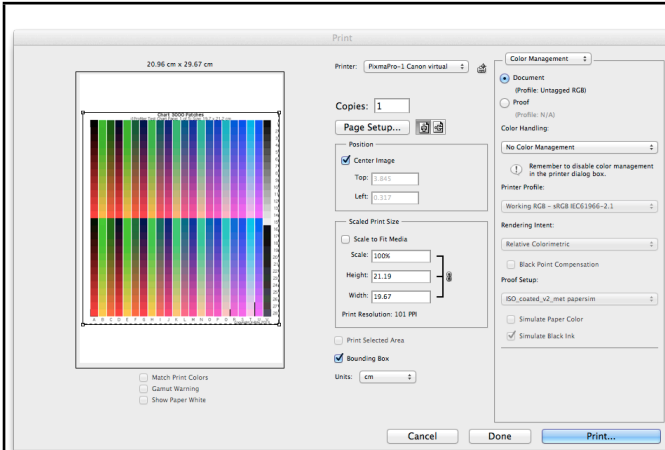 Print
20.96 cm x 29.67 cm
Chart 3000 Patches
A B C D E F G H I J K L M N O P Q R S T U
Match Print Colors
Gamut Warning
Show Paper White
Printer: PixmaPro-1 Canon virtual
Copies: 1
Page Setup...
Position
Center Image
Top: 3.845
Left: 0.317
Scaled Print Size
Scale to Fit Media
Scale: 100%
Height: 21.19
Width: 19.67
Print Resolution: 101 PPI
Print Selected Area
Bounding Box
Units: cm
Color Management
Document
(Profile: Untagged RGB)
Proof
(Profile: N/A)
Color Handling:
No Color Management
Remember to disable color management
in the printer dialog box.
Printer Profile:
Working RGB - sRGB IEC61966-2.1
Rendering Intent:
Relative Colorimetric
Black Point Compensation
Proof Setup:
ISO_coated_v2_met papersim
Simulate Paper Color
Simulate Black Ink
Cancel
Done
Print...